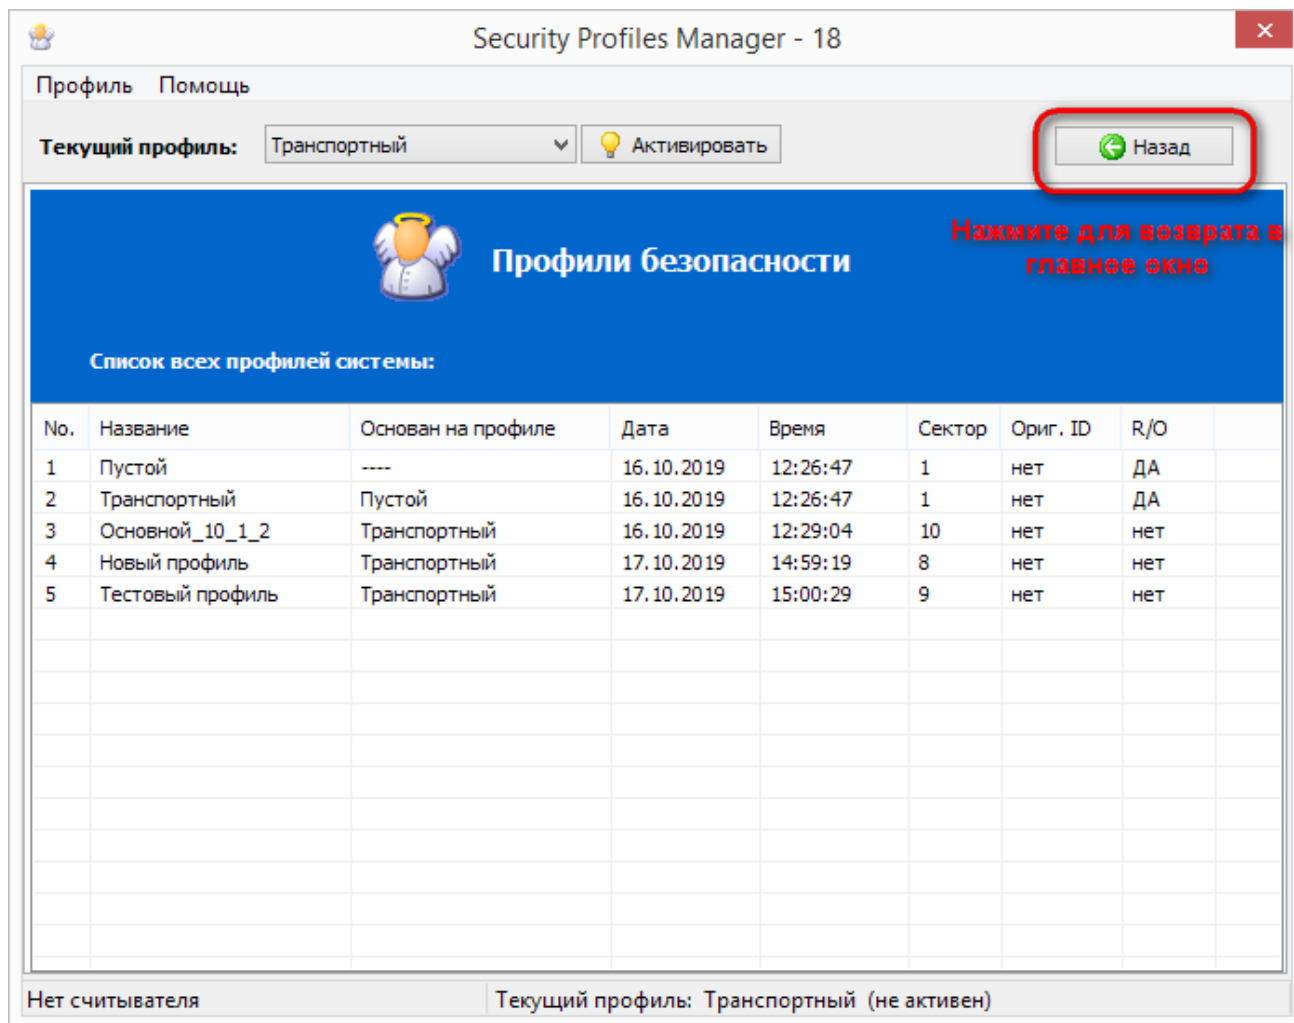 Security Profiles Manager - 18
Профиль Помощь
Текущий профиль: Транспортный Активировать Назад
Нажмите для возврата в
главное окно
Профили безопасности
Список всех профилей системы:
No. Название Основан на профиле Дата Время Сектор Ориг. ID R/O
1 Пустой ---- 16.10.2019 12:26:47 1 нет ДА
2 Транспортный Пустой 16.10.2019 12:26:47 1 нет ДА
3 Основной_10_1_2 Транспортный 16.10.2019 12:29:04 10 нет нет
4 Новый профиль Транспортный 17.10.2019 14:59:19 8 нет нет
5 Тестовый профиль Транспортный 17.10.2019 15:00:29 9 нет нет
Нет считывателя Текущий профиль: Транспортный (не активен)